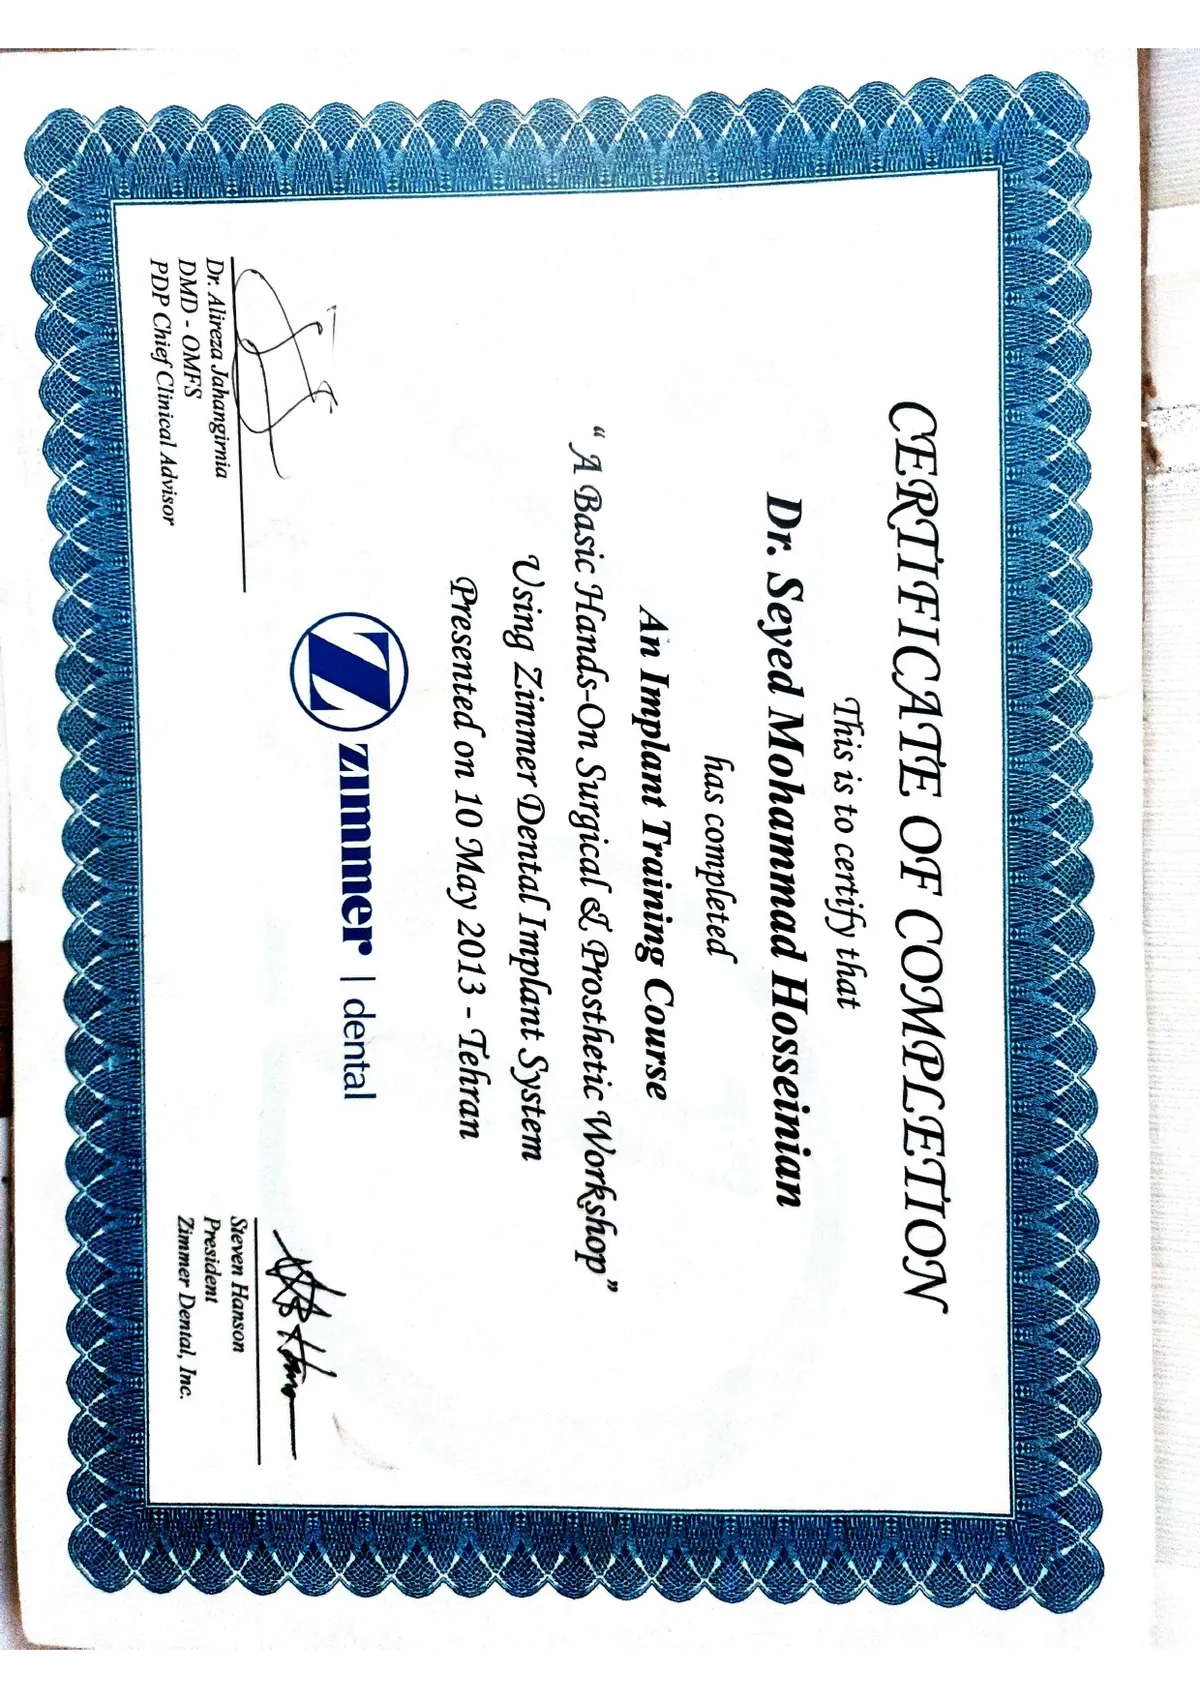 CERTIFICATE OF COMPLETION
This is to certify that
Dr. Seyed Mohammad Hosseinian
has completed
An Implant Training Course
“ A Basic Hands-On Surgical & Prosthetic Workshop”
Using Zimmer Dental Implant System
Presented on 10 May 2013 - Tehran
Z zimmer | dental
Dr. Alireza Jahangirnia
DMD - OMFS
PDP Chief Clinical Advisor
Steven Hanson
President
Zimmer Dental, Inc.